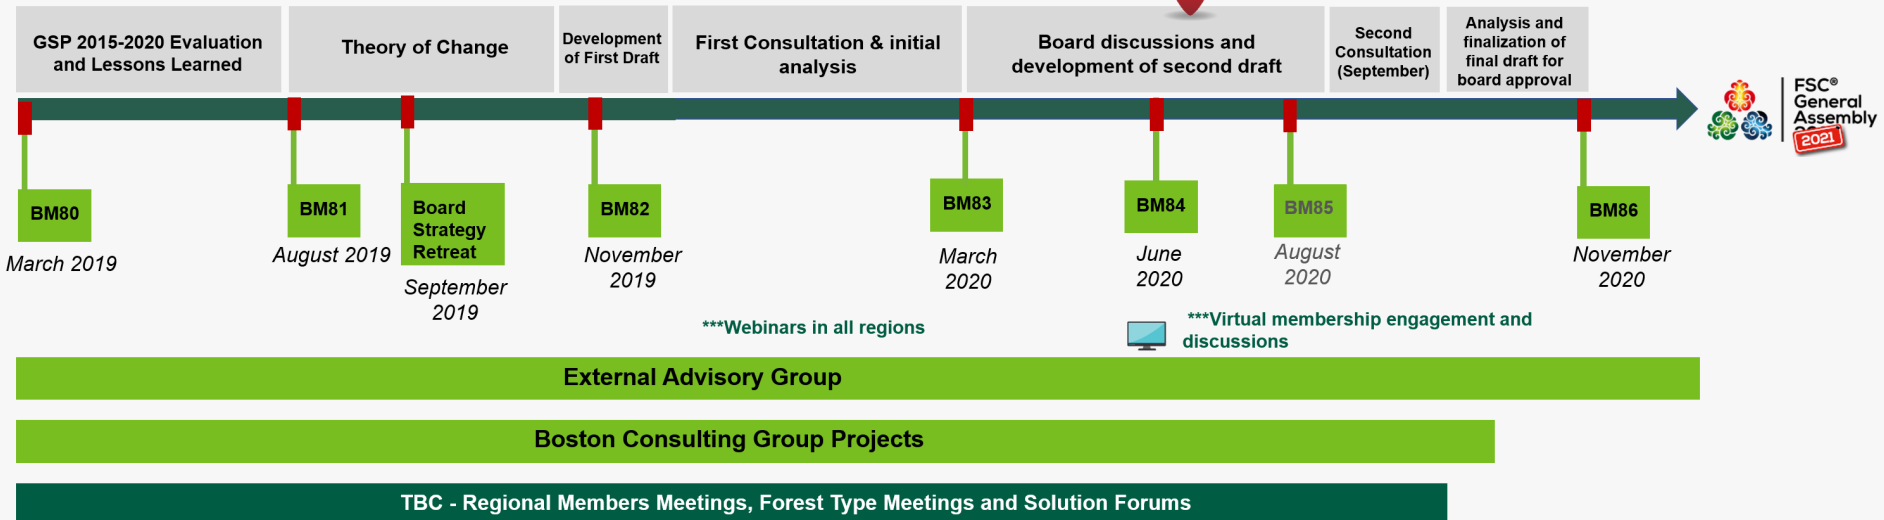 GSP 2015-2020 Evaluation
and Lessons Learned
Theory of Change
Development
of First Draft
First Consultation & initial
analysis
Board discussions and
development of second draft
Second
Consultation
(September)
Analysis and
finalization of
final draft for
board approval
FSC®
General
Assembly
2021
BM80
March 2019
BM81
August 2019
Board
Strategy
Retreat
September
2019
BM82
November
2019
BM83
March
2020
BM84
June
2020
BM85
August
2020
BM86
November
2020
***Webinars in all regions
***Virtual membership engagement and
discussions
External Advisory Group
Boston Consulting Group Projects
TBC - Regional Members Meetings, Forest Type Meetings and Solution Forums